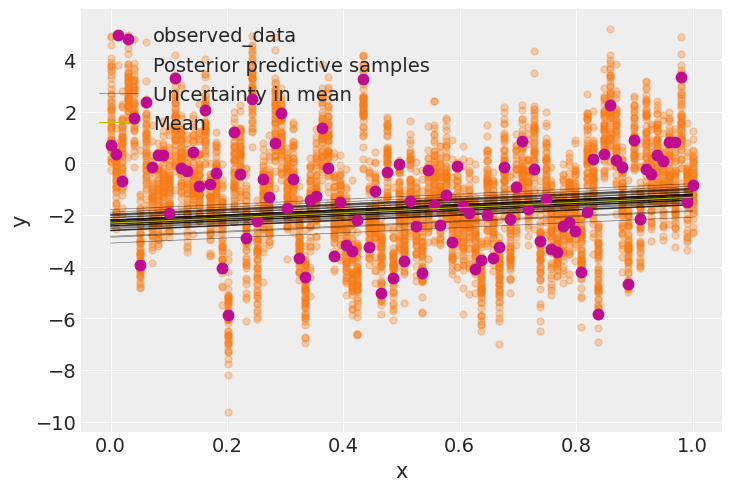 observed_data
Posterior predictive samples
Uncertainty in mean
Mean
4
2
0
−2
−4
−6
−8
−10
y
0.0 0.2 0.4 0.6 0.8 1.0
x